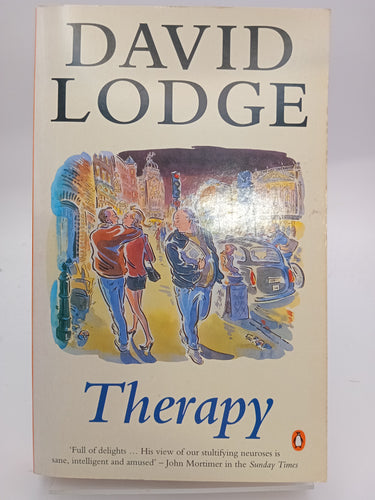 DAVID
LODGE
Therapy
'Full of delights … His view of our stultifying neuroses is
sane, intelligent and amused' – John Mortimer in the Sunday Times